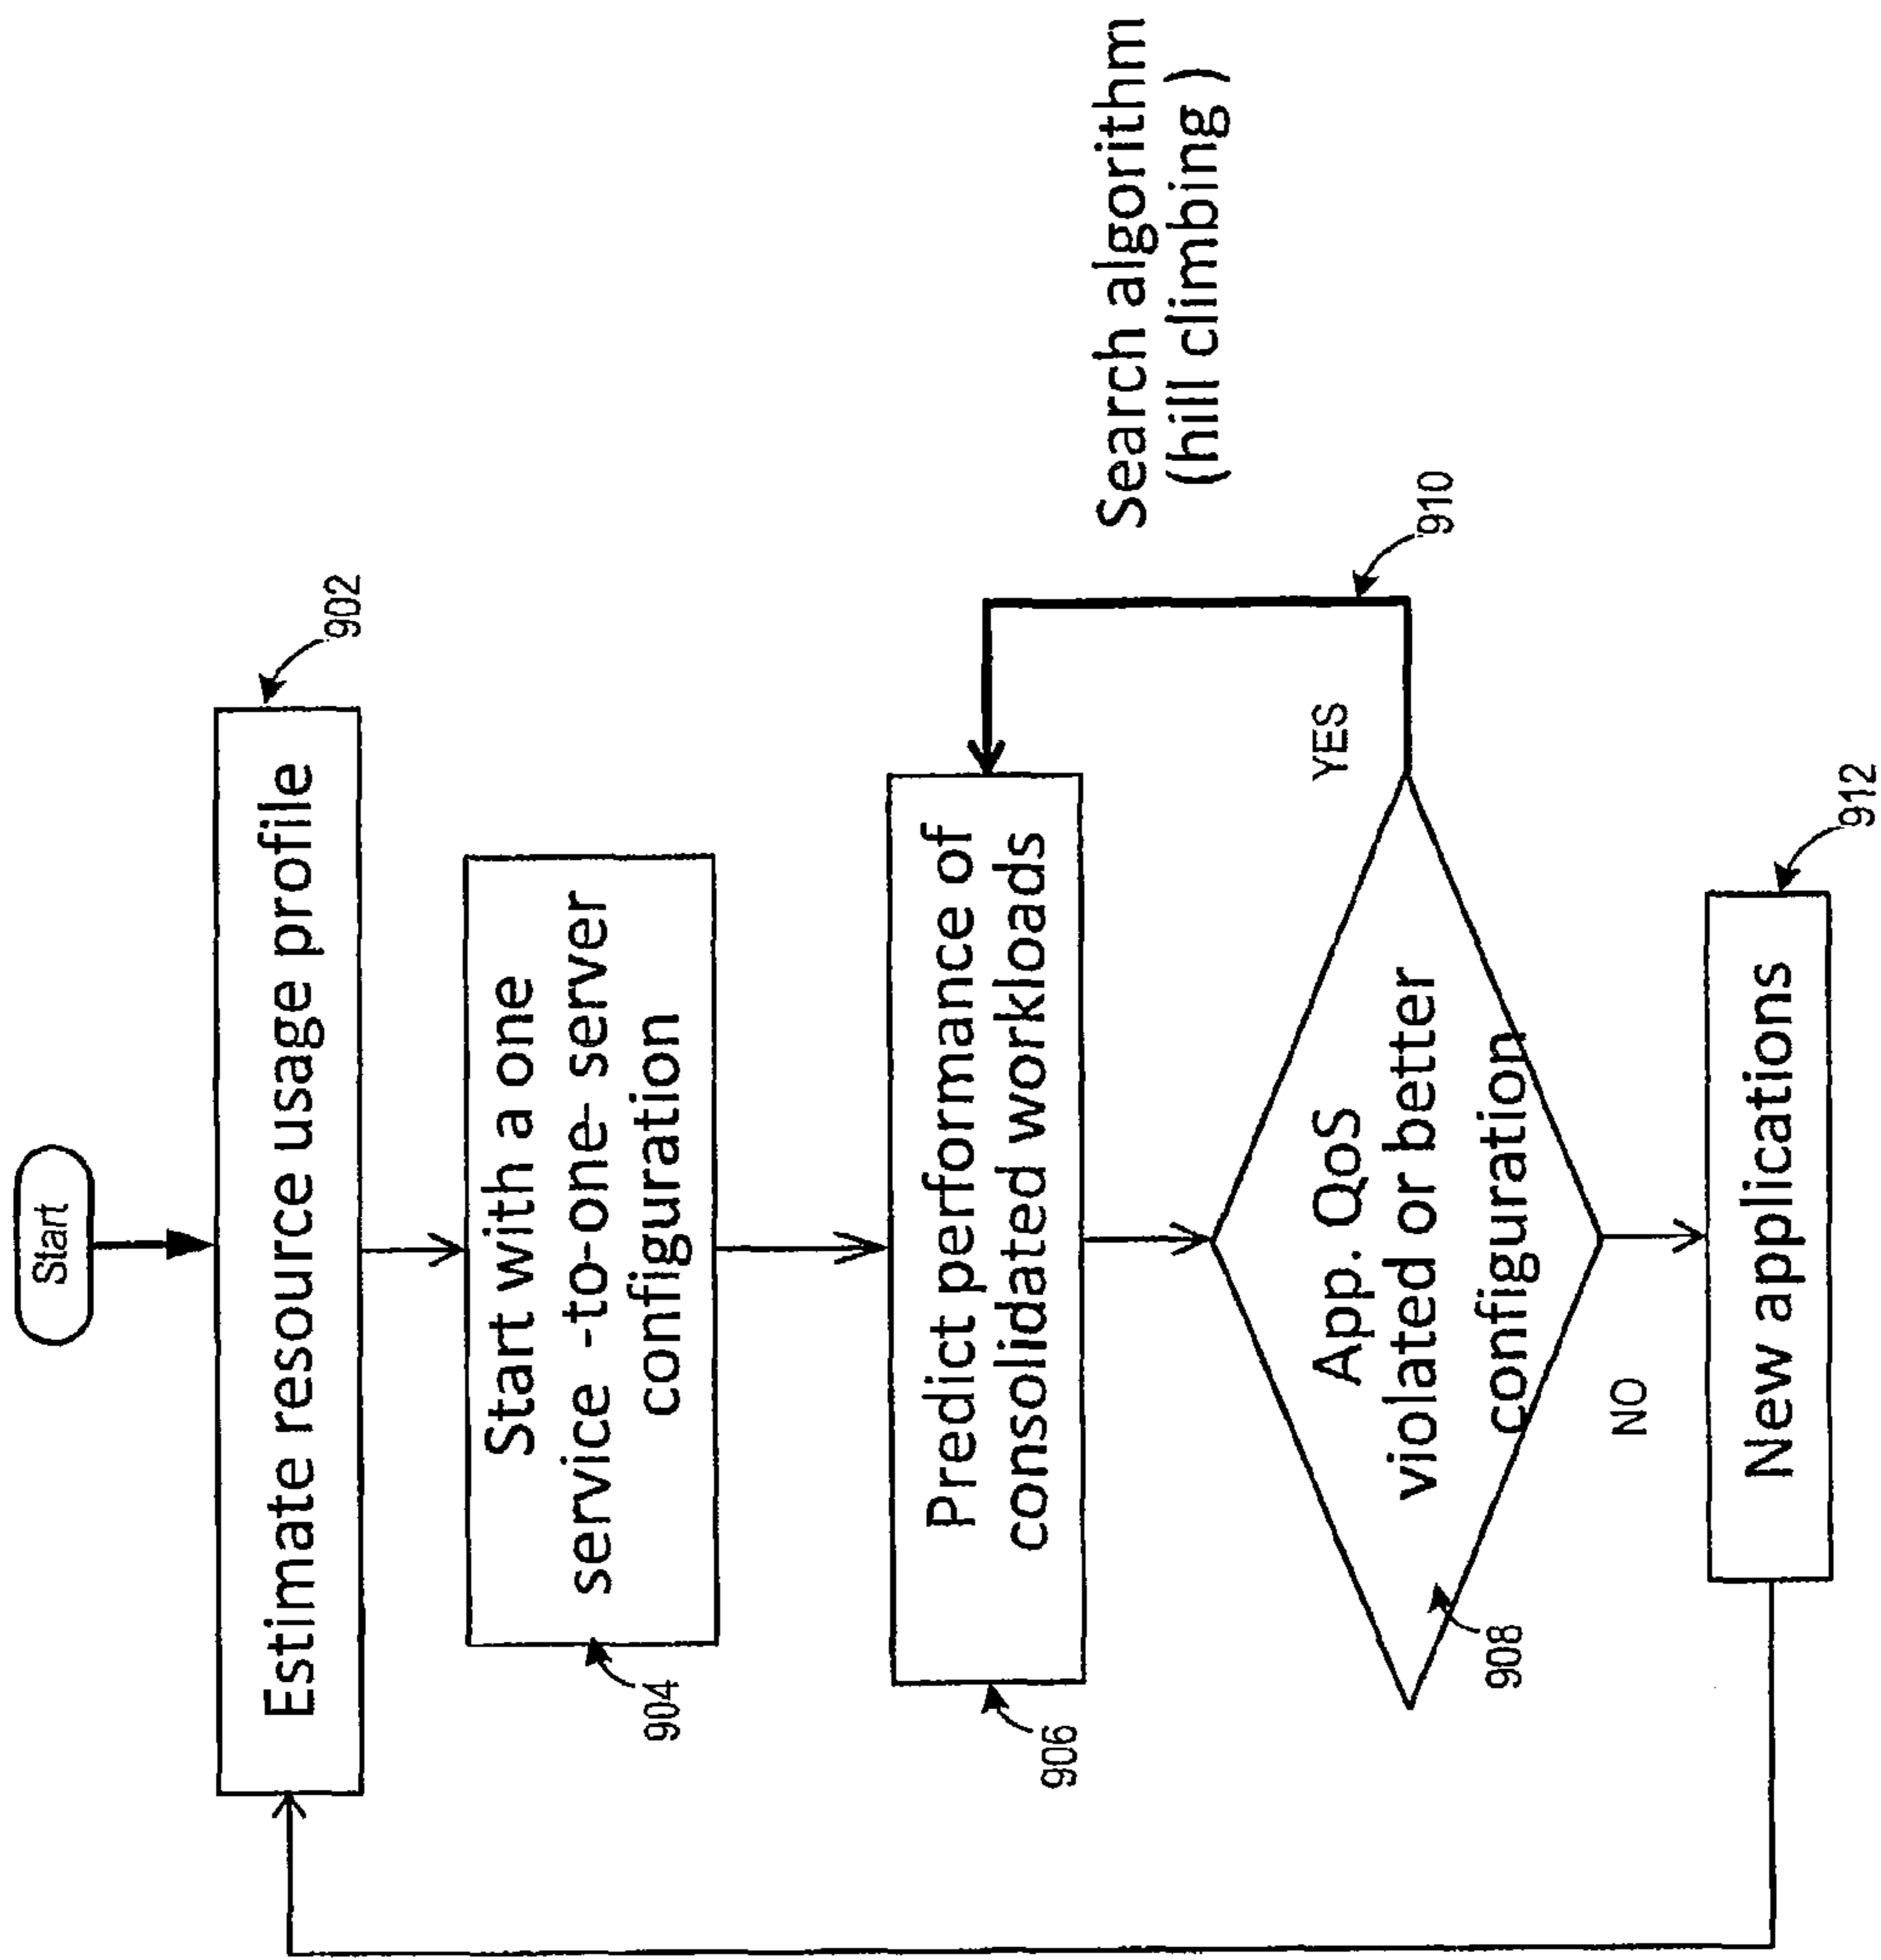 Start
Estimate resource usage profile
902
Start with a one
service -to-one- server
configuration
904
Predict performance of
consolidated workloads
906
Search algorithm
(hill climbing )
910
YES
App. QoS
violated or better
configuration
908
NO
New applications
912